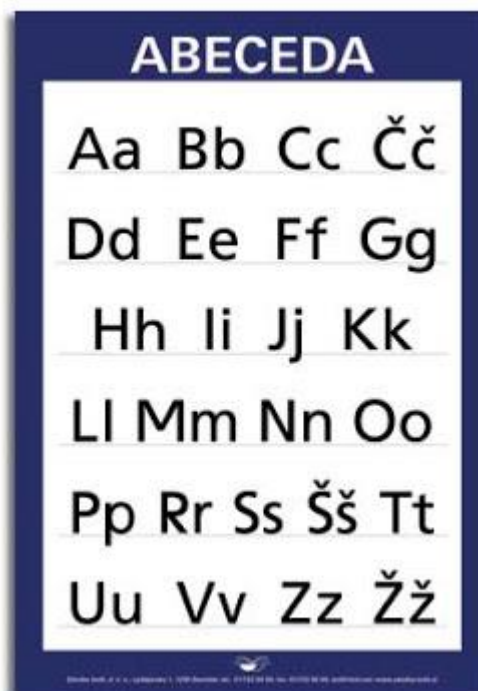 ABECEDA
Aa Bb Cc Čč
Dd Ee Ff Gg
Hh Ii Jj Kk
Ll Mm Nn Oo
Pp Rr Ss Šš Tt
Uu Vv Zz Žž